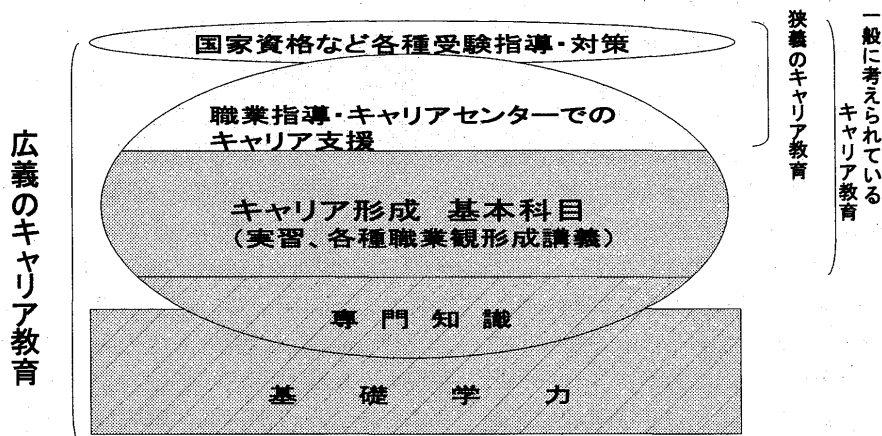 広義のキャリア教育
国家資格など各種受験指導・対策
職業指導・キャリアセンターでの
キャリア支援
キャリア形成 基本科目
（実習、各種職業観形成講義）
専門知識
基礎学力
狭義のキャリア教育
一般に考えられている
キャリア教育